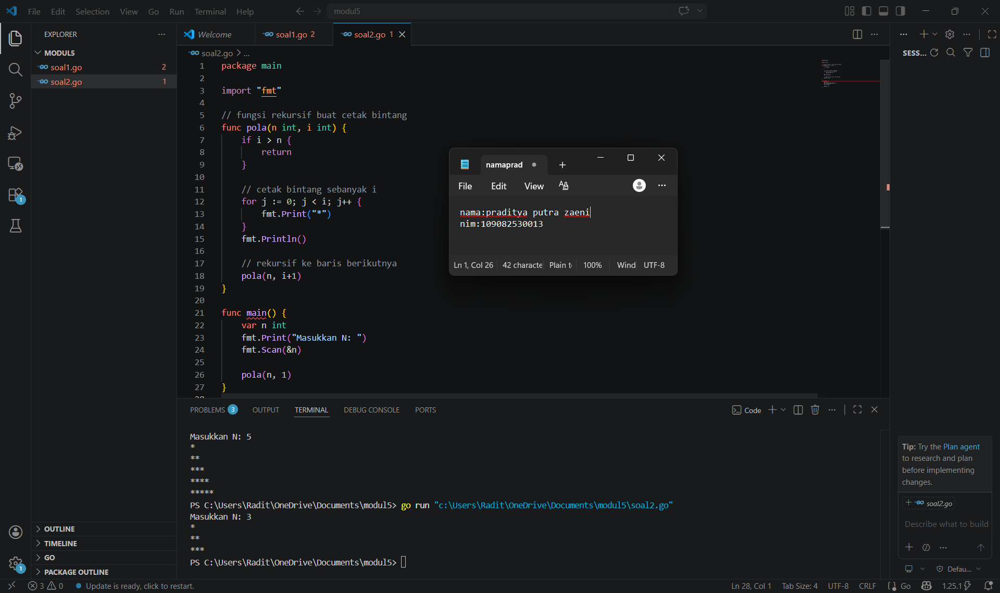 File Edit Selection View Go Run Terminal Help
modul5
EXPLORER
MODUL5
soal1.go 2
soal2.go 1
OUTLINE
TIMELINE
GO
PACKAGE OUTLINE
Welcome
soal1.go 2
soal2.go 1
soal2.go > ...
1 package main
2
3 import "fmt"
4
5 // fungsi rekursif buat cetak bintang
6 func pola(n int, i int) {
7 if i > n {
8 return
9 }
10
11 // cetak bintang sebanyak i
12 for j := 0; j < i; j++ {
13 fmt.Print("*")
14 }
15 fmt.Println()
16
17 // rekursif ke baris berikutnya
18 pola(n, i+1)
19 }
20
21 func main() {
22 var n int
23 fmt.Print("Masukkan N: ")
24 fmt.Scan(&n)
25
26 pola(n, 1)
27 }
namaprad
File Edit View
nama:praditya putra zaeni
nim:109082530013
Ln 1, Col 26 42 characte Plain t 100% Wind UTF-8
PROBLEMS 3 OUTPUT TERMINAL DEBUG CONSOLE PORTS
Code
Masukkan N: 5
*
**
***
****
*****
PS C:\Users\Radit\OneDrive\Documents\modul5> go run "c:\Users\Radit\OneDrive\Documents\modul5\soal2.go"
Masukkan N: 3
*
**
***
PS C:\Users\Radit\OneDrive\Documents\modul5>
SESS...
Tip: Try the Plan agent
to research and plan
before implementing
changes.
soal2.go
Describe what to build
Defau...
1
1
3 0 Update is ready, click to restart.
Ln 28, Col 1 Tab Size: 4 UTF-8 CRLF Go 1.25.1